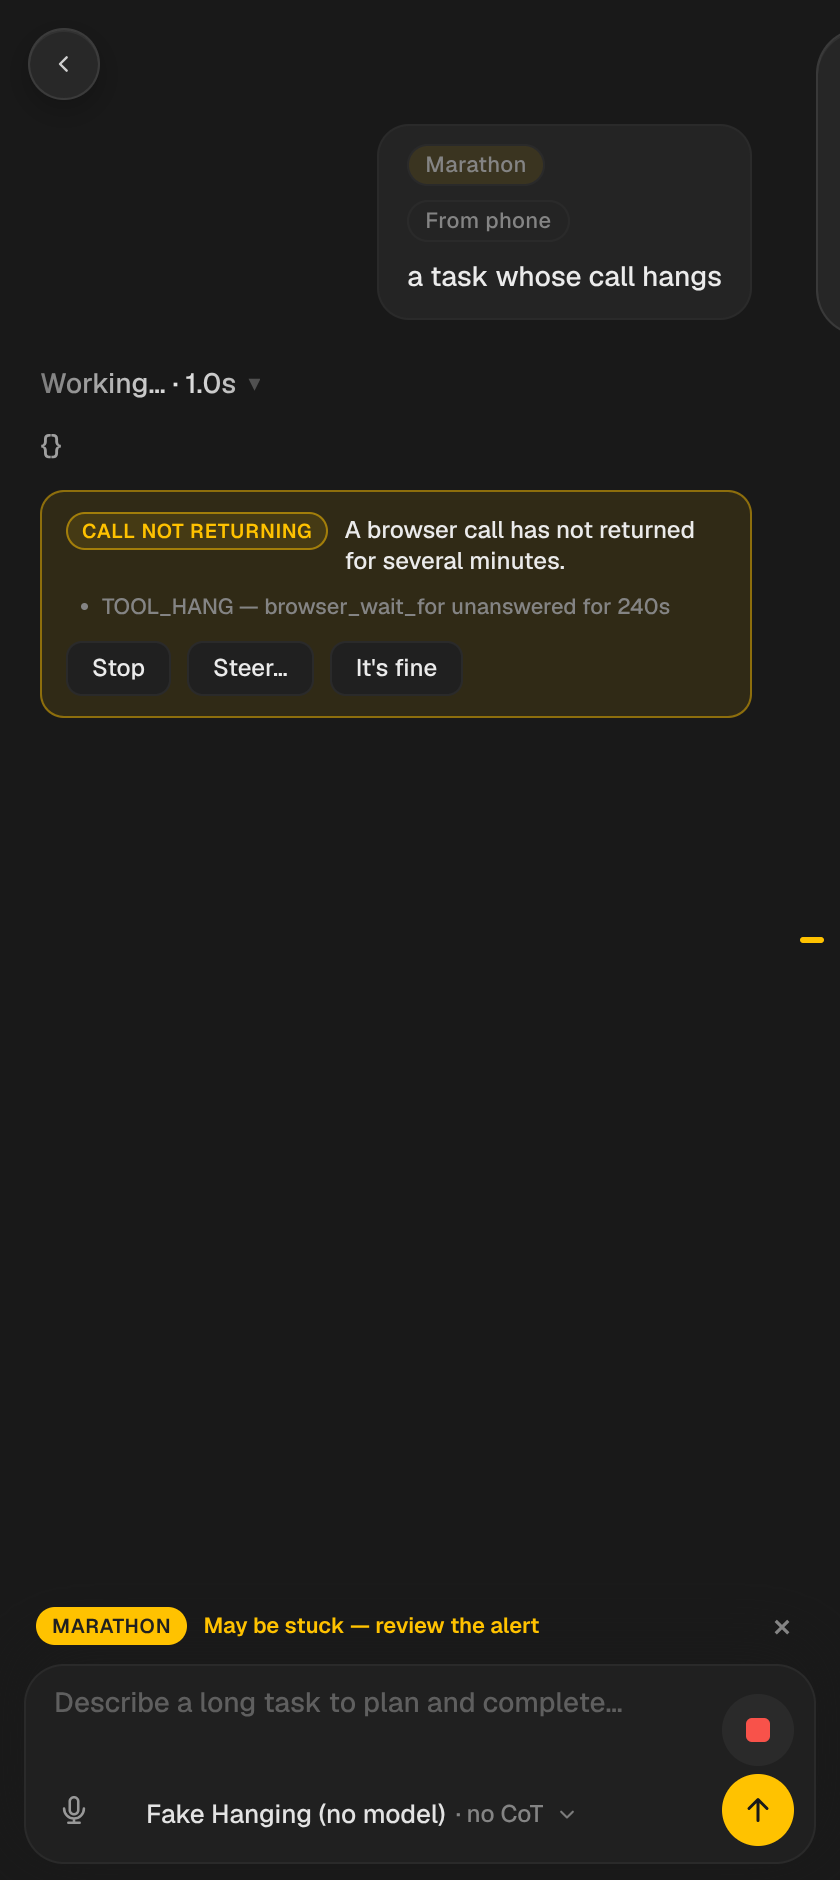 Marathon
From phone
a task whose call hangs
Working... · 1.0s ▼
{}
CALL NOT RETURNING A browser call has not returned
for several minutes.
• TOOL_HANG — browser_wait_for unanswered for 240s
Stop Steer... It's fine
MARATHON May be stuck — review the alert ×
Describe a long task to plan and complete...
Fake Hanging (no model) · no CoT